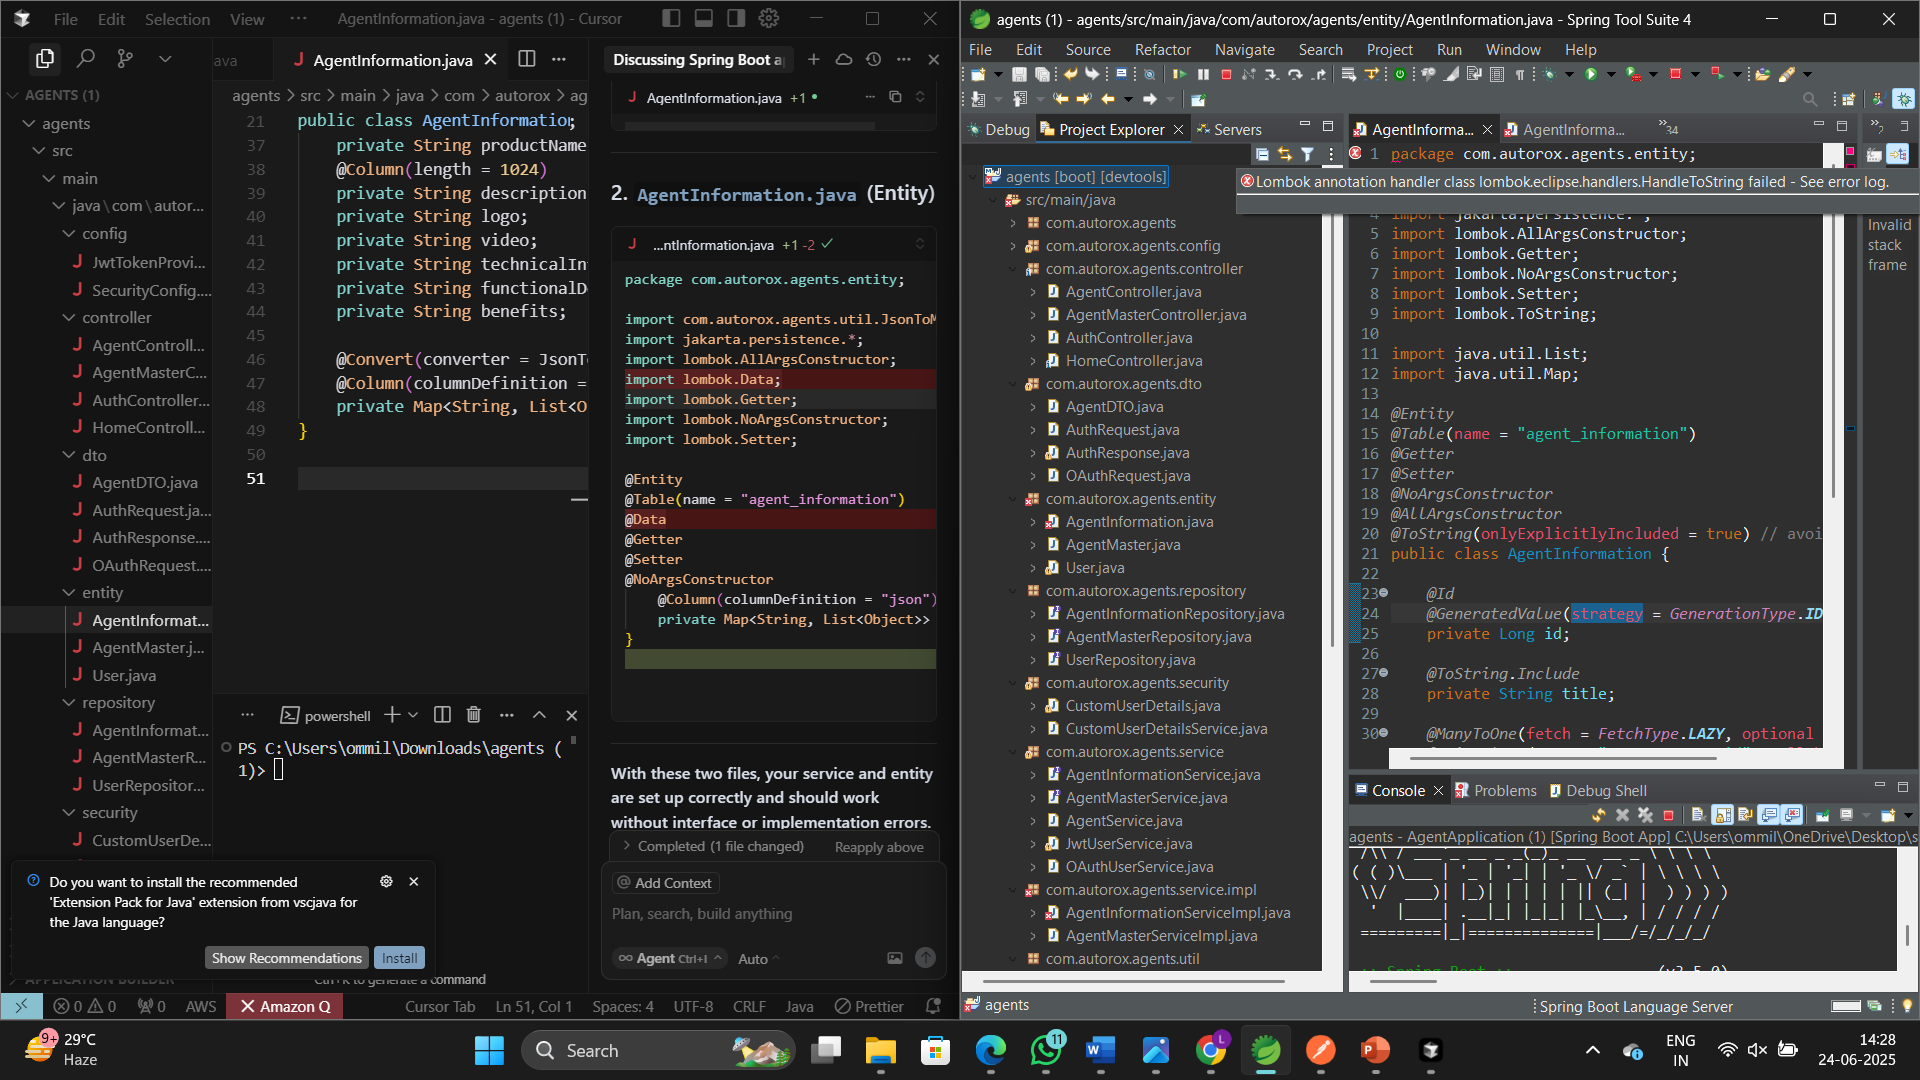 File Edit Selection View ··· AgentInformation.java - agents (1) - Cursor
AGENTS (1)
agents
src
main
java\com\autor...
config
JwtTokenProvi...
SecurityConfig....
controller
AgentControll...
AgentMasterC...
AuthController...
HomeControll...
dto
AgentDTO.java
AuthRequest.ja...
AuthResponse....
OAuthRequest....
entity
AgentInformat...
AgentMaster.j...
User.java
repository
AgentInformat...
AgentMasterR...
UserRepositor...
security
CustomUserDe...
ava
AgentInformation.java
agents > src > main > java > com > autorox > ag
21 public class AgentInformation
37 private String productName
38 @Column(length = 1024)
39 private String description
40 private String logo;
41 private String video;
42 private String technicalIn
43 private String functionalD
44 private String benefits;
45
46 @Convert(converter = JsonT
47 @Column(columnDefinition =
48 private Map<String, List<O
49 }
50
51
powershell
PS C:\Users\ommil\Downloads\agents (
1)>
Do you want to install the recommended
'Extension Pack for Java' extension from vscjava for
the Java language?
Show Recommendations Install
Ctrl+K to generate a command
Discussing Spring Boot a
AgentInformation.java +1
2. AgentInformation.java (Entity)
...ntInformation.java +1 -2
package com.autorox.agents.entity;
import com.autorox.agents.util.JsonToM
import jakarta.persistence.*;
import lombok.AllArgsConstructor;
import lombok.Data;
import lombok.Getter;
import lombok.NoArgsConstructor;
import lombok.Setter;
@Entity
@Table(name = "agent_information")
@Data
@Getter
@Setter
@NoArgsConstructor
@Column(columnDefinition = "json")
private Map<String, List<Object>>
}
With these two files, your service and entity
are set up correctly and should work
without interface or implementation errors.
Completed (1 file changed) Reapply above
@ Add Context
Plan, search, build anything
Agent Ctrl+I Auto
0 0 0 AWS Amazon Q Cursor Tab Ln 51, Col 1 Spaces: 4 UTF-8 CRLF Java Prettier
agents (1) - agents/src/main/java/com/autorox/agents/entity/AgentInformation.java - Spring Tool Suite 4
File Edit Source Refactor Navigate Search Project Run Window Help
Debug Project Explorer Servers
agents [boot] [devtools]
src/main/java
com.autorox.agents
com.autorox.agents.config
com.autorox.agents.controller
AgentController.java
AgentMasterController.java
AuthController.java
HomeController.java
com.autorox.agents.dto
AgentDTO.java
AuthRequest.java
AuthResponse.java
OAuthRequest.java
com.autorox.agents.entity
AgentInformation.java
AgentMaster.java
User.java
com.autorox.agents.repository
AgentInformationRepository.java
AgentMasterRepository.java
UserRepository.java
com.autorox.agents.security
CustomUserDetails.java
CustomUserDetailsService.java
com.autorox.agents.service
AgentInformationService.java
AgentMasterService.java
AgentService.java
JwtUserService.java
OAuthUserService.java
com.autorox.agents.service.impl
AgentInformationServiceImpl.java
AgentMasterServiceImpl.java
com.autorox.agents.util
AgentInforma... AgentInforma... 34
1 package com.autorox.agents.entity;
Lombok annotation handler class lombok.eclipse.handlers.HandleToString failed - See error log.
4 import jakarta.persistence.*;
5 import lombok.AllArgsConstructor;
6 import lombok.Getter;
7 import lombok.NoArgsConstructor;
8 import lombok.Setter;
9 import lombok.ToString;
10
11 import java.util.List;
12 import java.util.Map;
13
14 @Entity
15 @Table(name = "agent_information")
16 @Getter
17 @Setter
18 @NoArgsConstructor
19 @AllArgsConstructor
20 @ToString(onlyExplicitlyIncluded = true) // avoi
21 public class AgentInformation {
22
23 @Id
24 @GeneratedValue(strategy = GenerationType.ID
25 private Long id;
26
27 @ToString.Include
28 private String title;
29
30 @ManyToOne(fetch = FetchType.LAZY, optional
Invalid
stack
frame
Console Problems Debug Shell
agents - AgentApplication (1) [Spring Boot App] C:\Users\ommil\OneDrive\Desktop\s
agents
Spring Boot Language Server
9+
29°C
Haze
Search
11
L
ENG
IN
14:28
24-06-2025